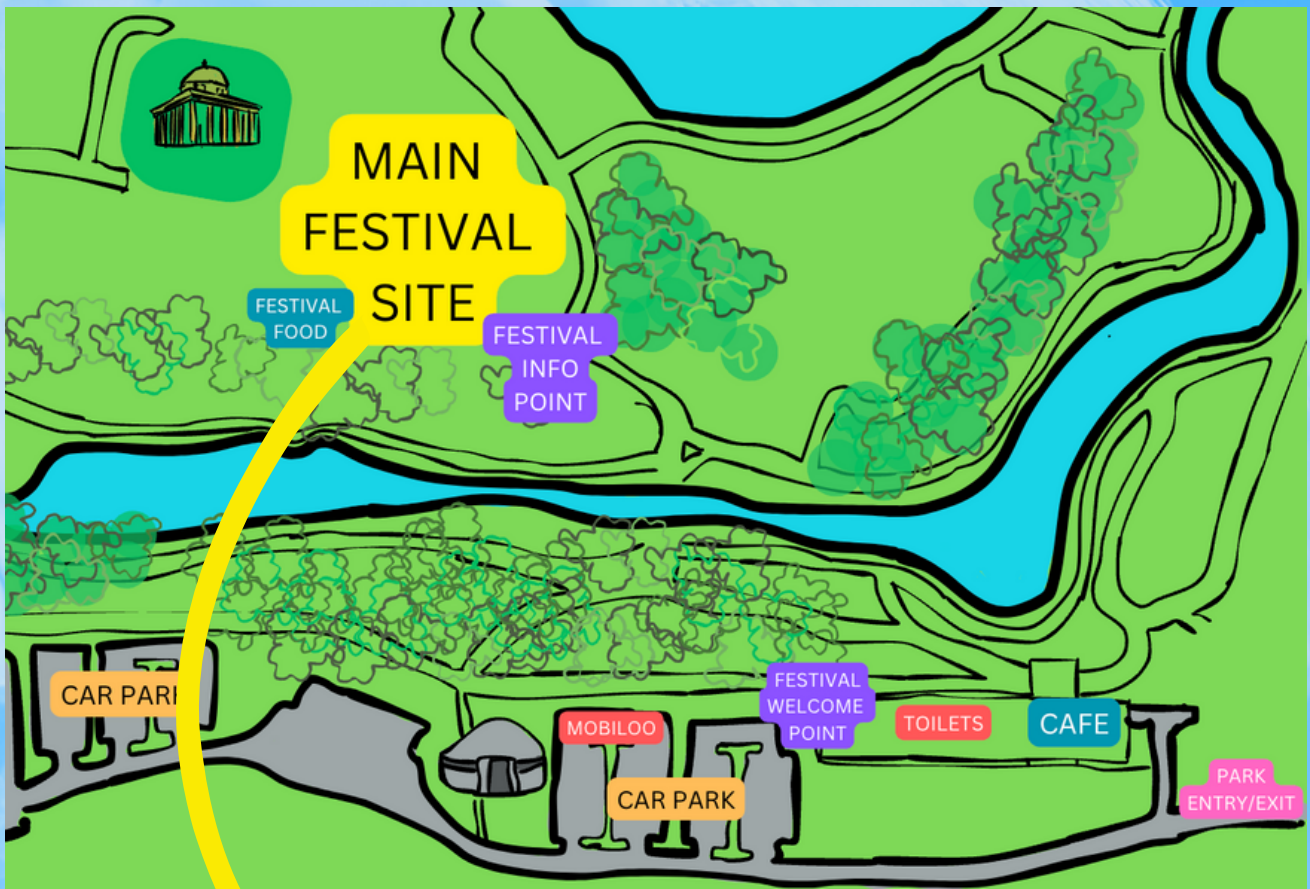 MAIN
FESTIVAL
SITE
FESTIVAL
FOOD
FESTIVAL
INFO
POINT
CAR PARK
FESTIVAL
WELCOME
POINT
MOBILOO
TOILETS
CAFE
CAR PARK
PARK
ENTRY/EXIT